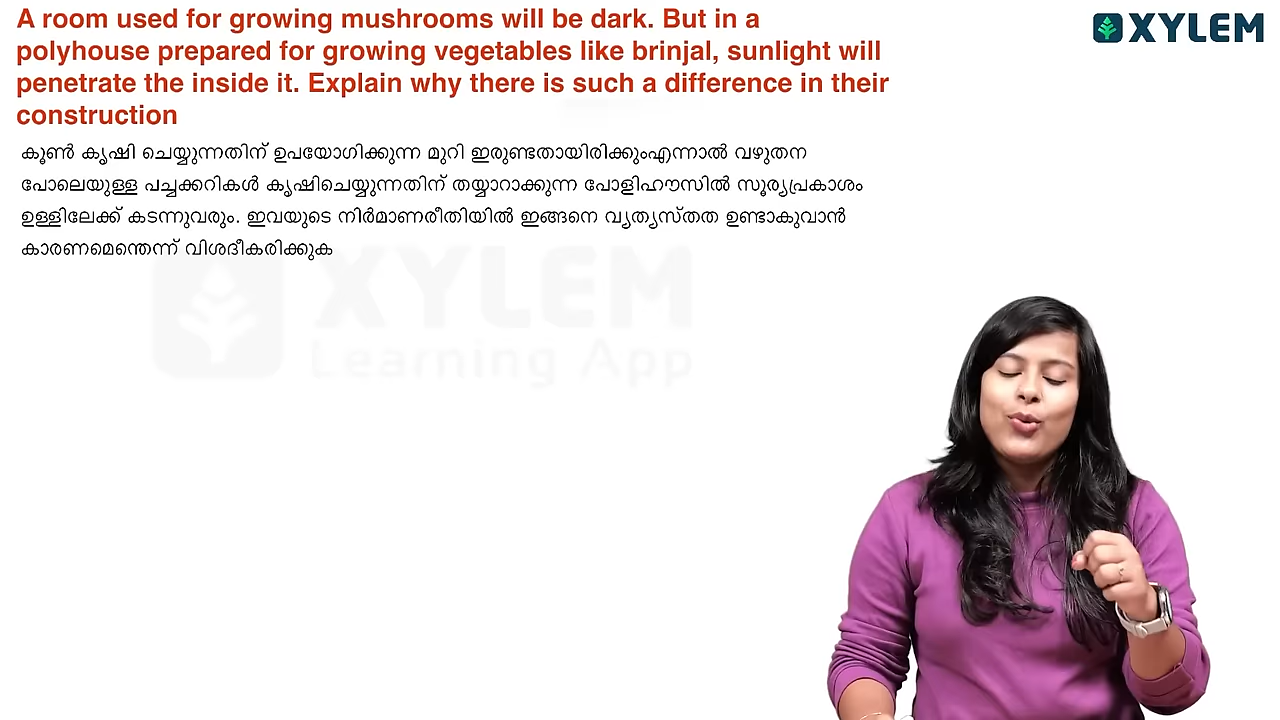 A room used for growing mushrooms will be dark. But in a
polyhouse prepared for growing vegetables like brinjal, sunlight will
penetrate the inside it. Explain why there is such a difference in their
construction
XYLEM
കൂൺ കൃഷി ചെയ്യുന്നതിന് ഉപയോഗിക്കുന്ന മുറി ഇരുണ്ടതായിരിക്കുംഎന്നാൽ വഴുതന
പോലെയുള്ള പച്ചക്കറികൾ കൃഷിചെയ്യുന്നതിന് തയ്യാറാക്കുന്ന പോളിഹൗസിൽ സൂര്യപ്രകാശം
ഉള്ളിലേക്ക് കടന്നുവരും. ഇവയുടെ നിർമാണരീതിയിൽ ഇങ്ങനെ വ്യത്യസ്തത ഉണ്ടാകുവാൻ
കാരണമെന്തെന്ന് വിശദീകരിക്കുക
XYLEM
Learning App